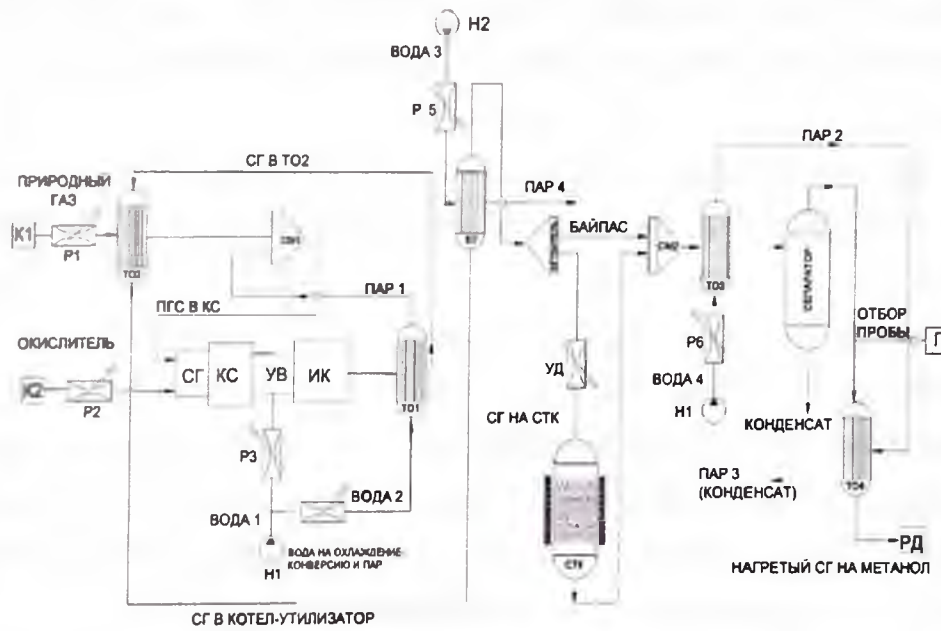 Н2
ВОДА 3
Р 5
СГ В ТО2
ПАР 2
ПРИРОДНЫЙ
ГАЗ
К1
Р1
ТО2
ПАР 4
БАЙПАС
СМ2
ТО3
СЕПАРАТОР
ПАР 1
ПГС В КС
ОТБОР
ПРОБЫ
П
ОКИСЛИТЕЛЬ
К2
Р2
СГ
КС
УВ
ИК
ТО1
УД
Р6
ВОДА 4
Н1
СГ НА СТК
КОНДЕНСАТ
Р3
ВОДА 2
ВОДА 1
ПАР 3
(КОНДЕНСАТ)
ТО4
Н1
ВОДА НА ОХЛАЖДЕНИЕ
КОНВЕРСИЮ И ПАР
РД
НАГРЕТЫЙ СГ НА МЕТАНОЛ
СГ В КОТЕЛ-УТИЛИЗАТОР